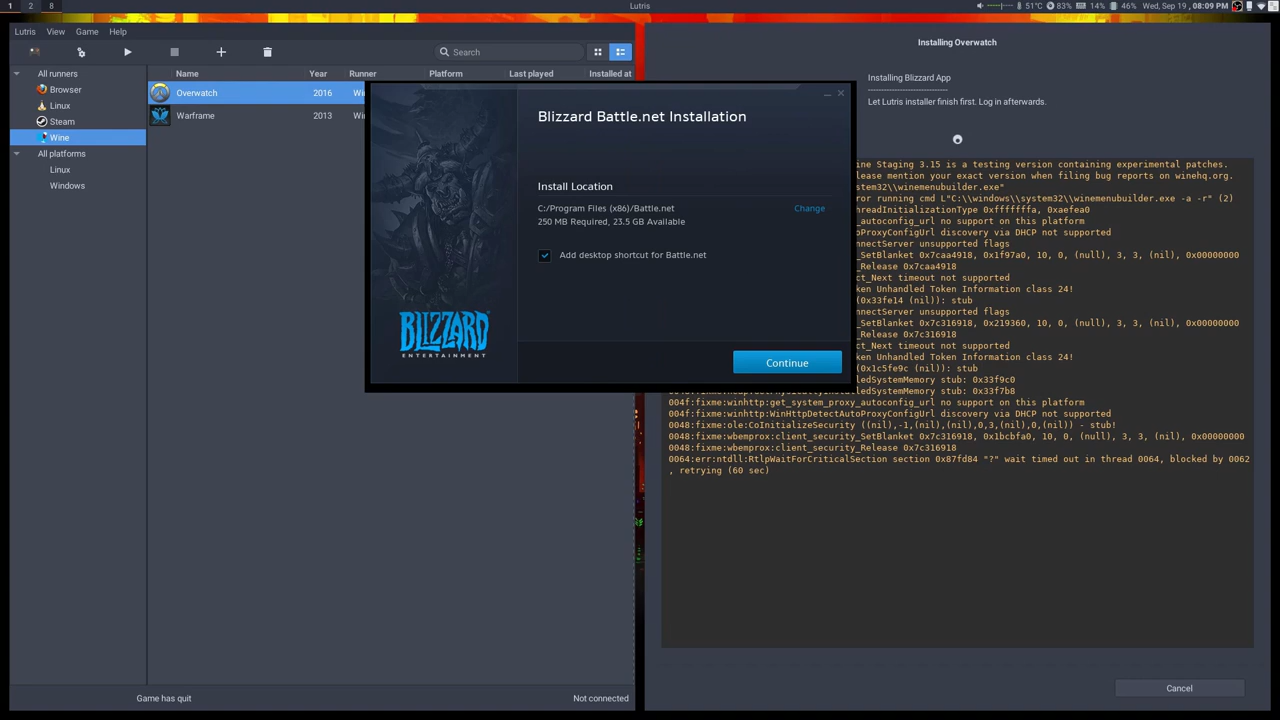 1 2 8
Lutris
51°C 83% 14% 46% Wed, Sep 19, 08:09 PM
Lutris View Game Help
Search
All runners
Browser
Linux
Steam
Wine
All platforms
Linux
Windows
Name Year Runner Platform Last played Installed at
Overwatch 2016
Warframe 2013
Game has quit
Not connected
Blizzard Battle.net Installation
Install Location
C:/Program Files (x86)/Battle.net
Change
250 MB Required, 23.5 GB Available
Add desktop shortcut for Battle.net
BLIZZARD
ENTERTAINMENT
Continue
Installing Overwatch
Installing Blizzard App
----------------------------
Let Lutris installer finish first. Log in afterwards.
ine Staging 3.15 is a testing version containing experimental patches.
lease mention your exact version when filing bug reports on winehq.org.
ystem32\\winemenubuilder.exe"
error running cmd L"C:\\windows\\system32\\winemenubuilder.exe -a -r" (2)
hreadInitializationType 0xfffffffa, 0xaefea0
_autoconfig_url no support on this platform
oProxyConfigUrl discovery via DHCP not supported
nnectServer unsupported flags
_SetBlanket 0x7caa4918, 0x1f97a0, 10, 0, (null), 3, 3, (nil), 0x00000000
_Release 0x7caa4918
ct_Next timeout not supported
ken Unhandled Token Information class 24!
(0x33fe14 (nil)): stub
nnectServer unsupported flags
_SetBlanket 0x7c316918, 0x219360, 10, 0, (null), 3, 3, (nil), 0x00000000
_Release 0x7c316918
ct_Next timeout not supported
ken Unhandled Token Information class 24!
(0x1c5fe9c (nil)): stub
ledSystemMemory stub: 0x33f9c0
ledSystemMemory stub: 0x33f7b8
004f:fixme:winhttp:get_system_proxy_autoconfig_url no support on this platform
004f:fixme:winhttp:WinHttpDetectAutoProxyConfigUrl discovery via DHCP not supported
0048:fixme:ole:CoInitializeSecurity ((nil),-1,(nil),(nil),0,3,(nil),0,(nil)) - stub!
0048:fixme:wbemprox:client_security_SetBlanket 0x7c316918, 0x1bcbfa0, 10, 0, (null), 3, 3, (nil), 0x00000000
0048:fixme:wbemprox:client_security_Release 0x7c316918
0064:err:ntdll:RtlpWaitForCriticalSection section 0x87fd84 "?" wait timed out in thread 0064, blocked by 0062
, retrying (60 sec)
Cancel